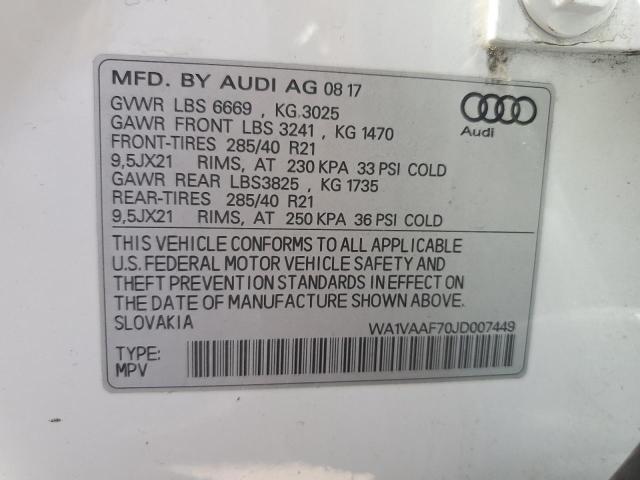 MFD. BY AUDI AG 08 17
GVWR LBS 6669 , KG.3025
GAWR FRONT LBS 3241 , KG 1470
FRONT-TIRES 285/40 R21
9,5JX21 RIMS, AT 230 KPA 33 PSI COLD
GAWR REAR LBS3825 , KG 1735
REAR-TIRES 285/40 R21
9,5JX21 RIMS, AT 250 KPA 36 PSI COLD
Audi
THIS VEHICLE CONFORMS TO ALL APPLICABLE
U.S. FEDERAL MOTOR VEHICLE SAFETY AND
THEFT PREVENTION STANDARDS IN EFFECT ON
THE DATE OF MANUFACTURE SHOWN ABOVE.
SLOVAKIA WA1VAAF70JD007449
TYPE:
MPV